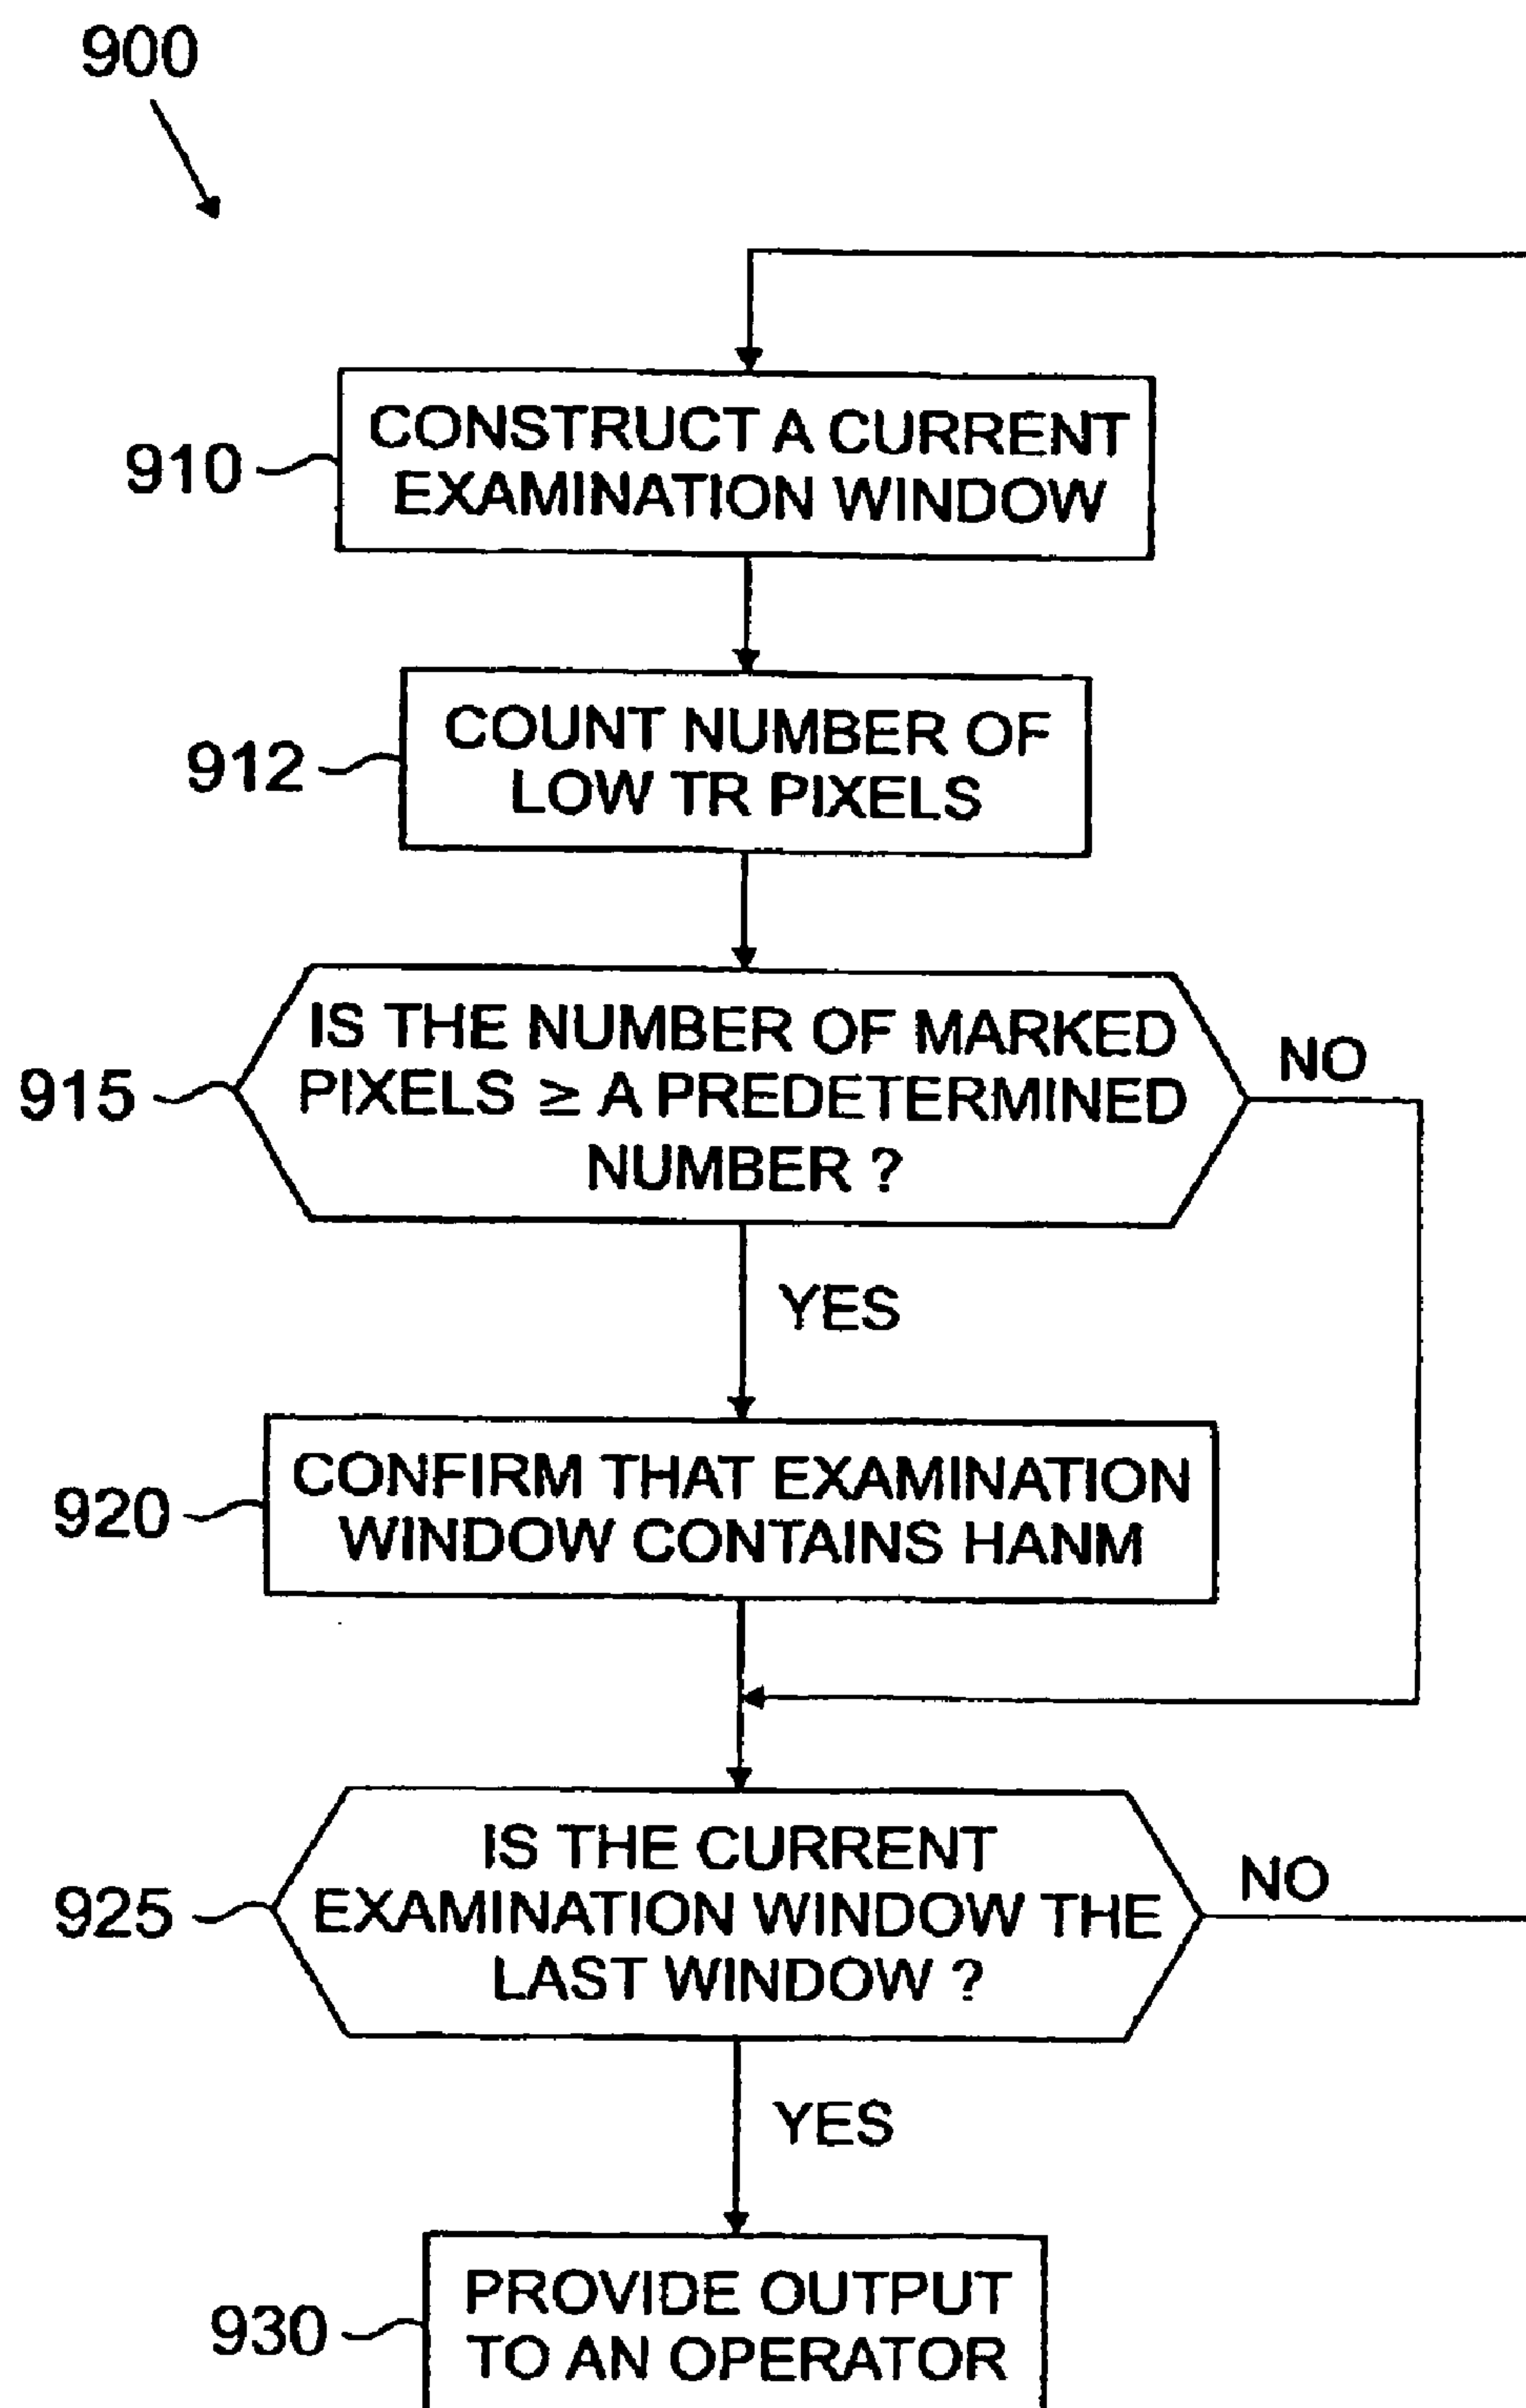 900
910
CONSTRUCT A CURRENT
EXAMINATION WINDOW
912
COUNT NUMBER OF
LOW TR PIXELS
915
IS THE NUMBER OF MARKED
PIXELS ≥ A PREDETERMINED
NUMBER ?
NO
YES
920
CONFIRM THAT EXAMINATION
WINDOW CONTAINS HANM
925
IS THE CURRENT
EXAMINATION WINDOW THE
LAST WINDOW ?
NO
YES
930
PROVIDE OUTPUT
TO AN OPERATOR